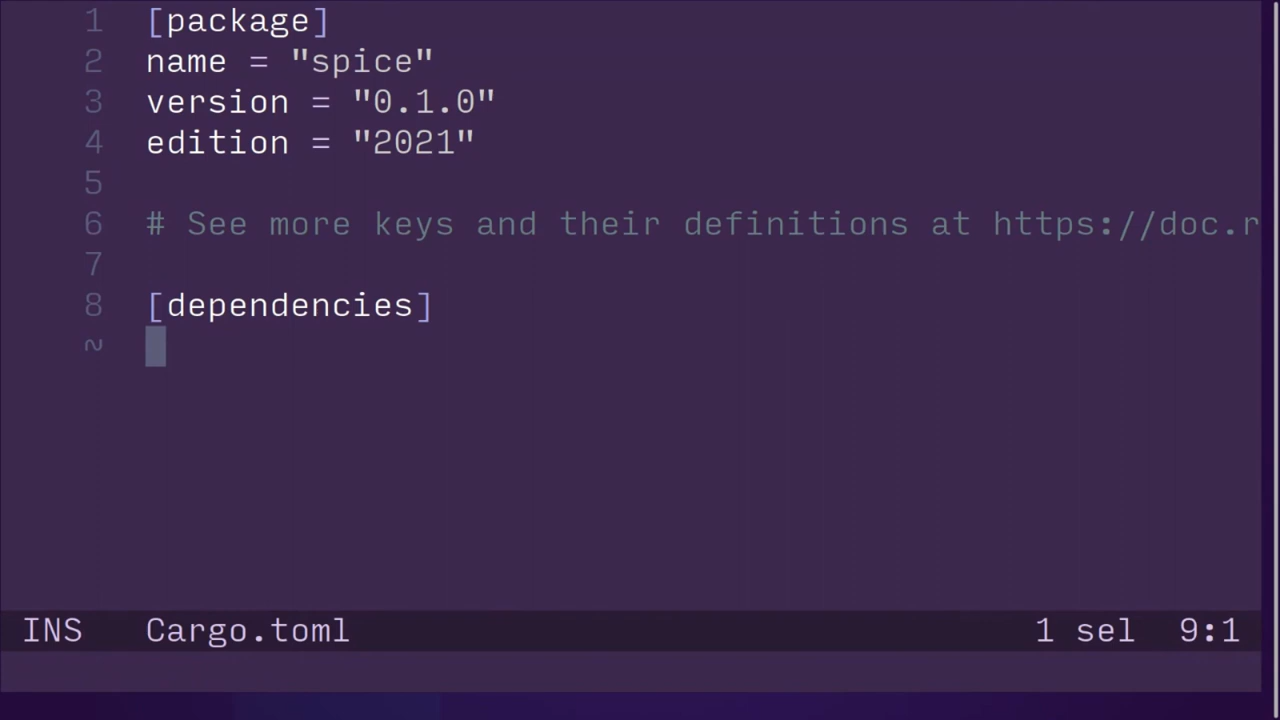 1 [package]
2 name = "spice"
3 version = "0.1.0"
4 edition = "2021"
5
6 # See more keys and their definitions at https://doc.r
7
8 [dependencies]
~
INS Cargo.toml 1 sel 9:1